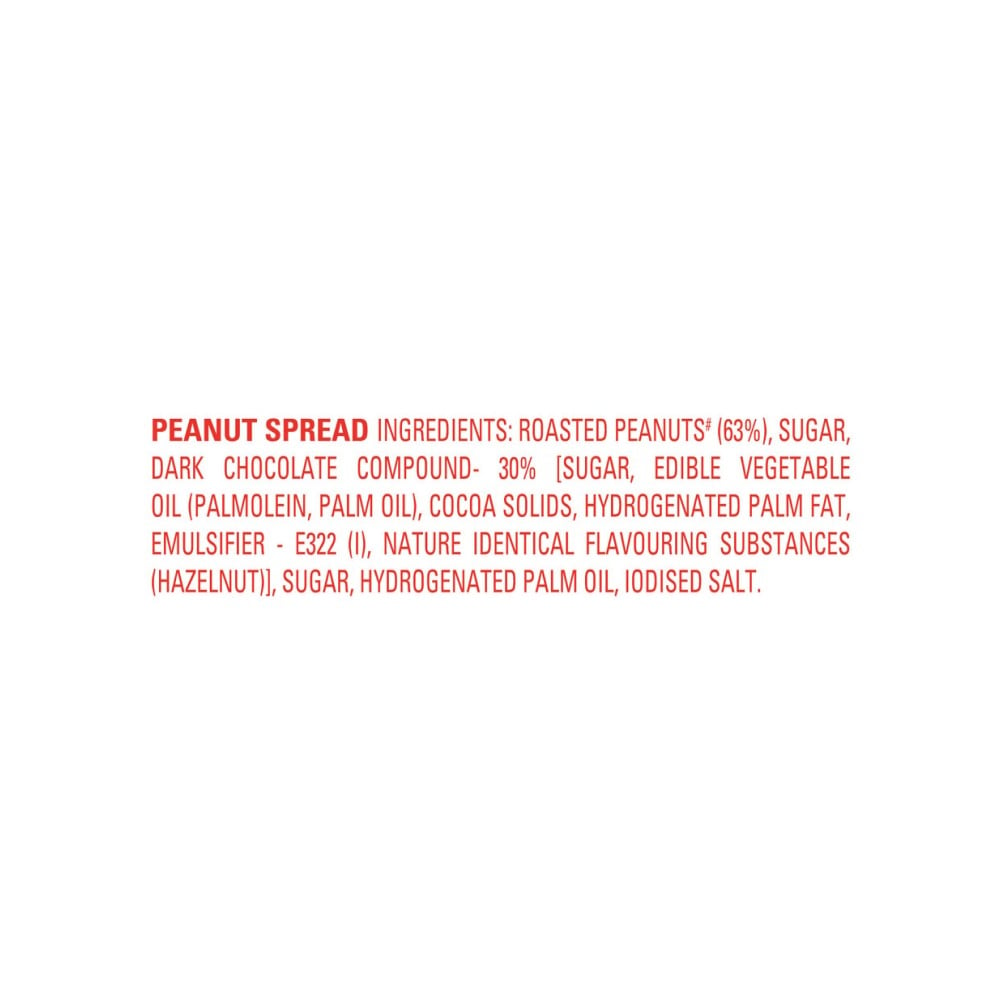 PEANUT SPREAD INGREDIENTS: ROASTED PEANUTS# (63%), SUGAR,
DARK CHOCOLATE COMPOUND- 30% [SUGAR, EDIBLE VEGETABLE
OIL (PALMOLEIN, PALM OIL), COCOA SOLIDS, HYDROGENATED PALM FAT,
EMULSIFIER - E322 (I), NATURE IDENTICAL FLAVOURING SUBSTANCES
(HAZELNUT)], SUGAR, HYDROGENATED PALM OIL, IODISED SALT.